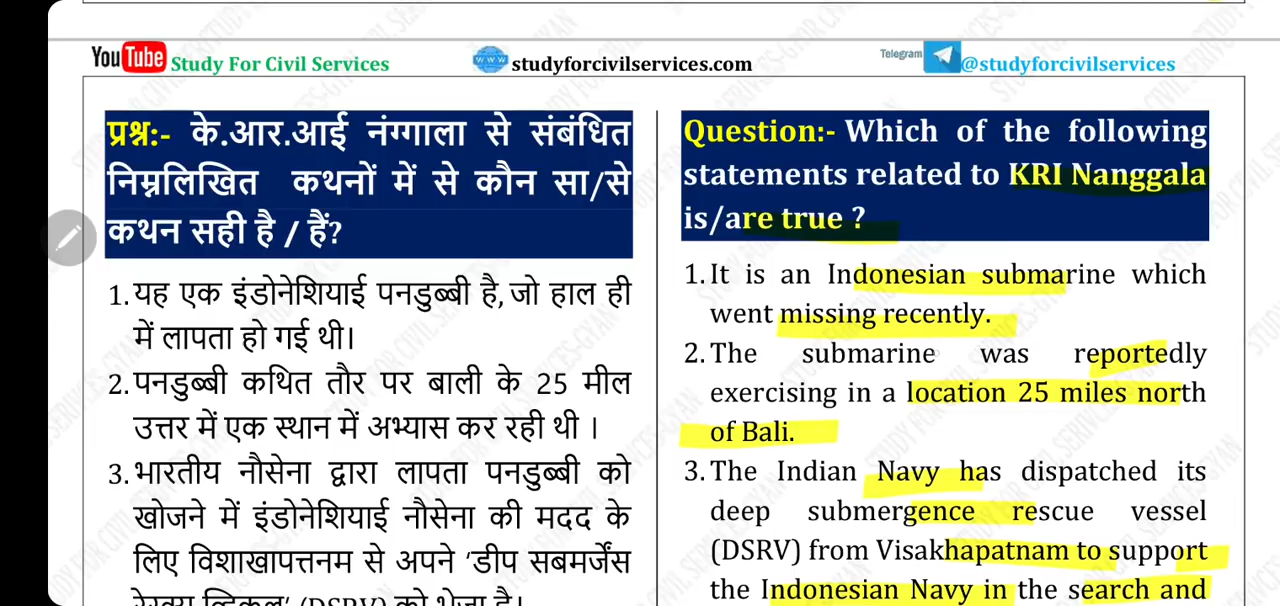 YouTube Study For Civil Services
www studyforcivilservices.com
Telegram @studyforcivilservices
प्रश्न:- के.आर.आई नंग्गाला से संबंधित
निम्नलिखित कथनों में से कौन सा/से
कथन सही है / हैं?
1. यह एक इंडोनेशियाई पनडुब्बी है, जो हाल ही
में लापता हो गई थी।
2. पनडुब्बी कथित तौर पर बाली के 25 मील
उत्तर में एक स्थान में अभ्यास कर रही थी ।
3. भारतीय नौसेना द्वारा लापता पनडुब्बी को
खोजने में इंडोनेशियाई नौसेना की मदद के
लिए विशाखापत्तनम से अपने ‘डीप सबमर्जेंस
रेस्क्यू व्हिकल’ (DSRV) को भेजा है।
Question:- Which of the following
statements related to KRI Nanggala
is/are true ?
1. It is an Indonesian submarine which
went missing recently.
2. The submarine was reportedly
exercising in a location 25 miles north
of Bali.
3. The Indian Navy has dispatched its
deep submergence rescue vessel
(DSRV) from Visakhapatnam to support
the Indonesian Navy in the search and